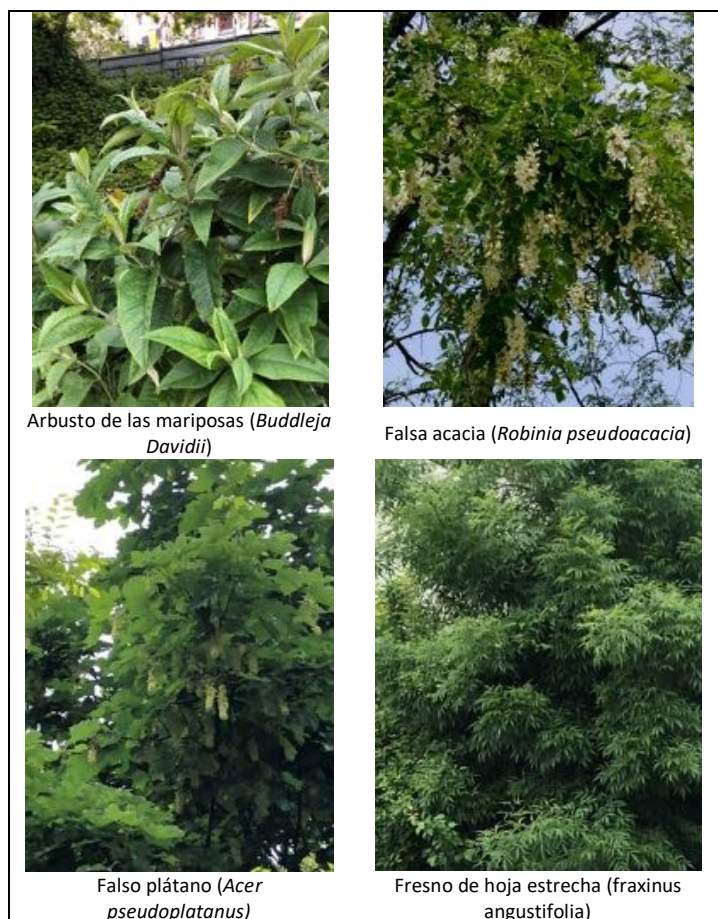 Arbusto de las mariposas (Buddleja
Davidii)
Falsa acacia (Robinia pseudoacacia)
Falso plátano (Acer
pseudoplatanus)
Fresno de hoja estrecha (fraxinus
angustifolia)